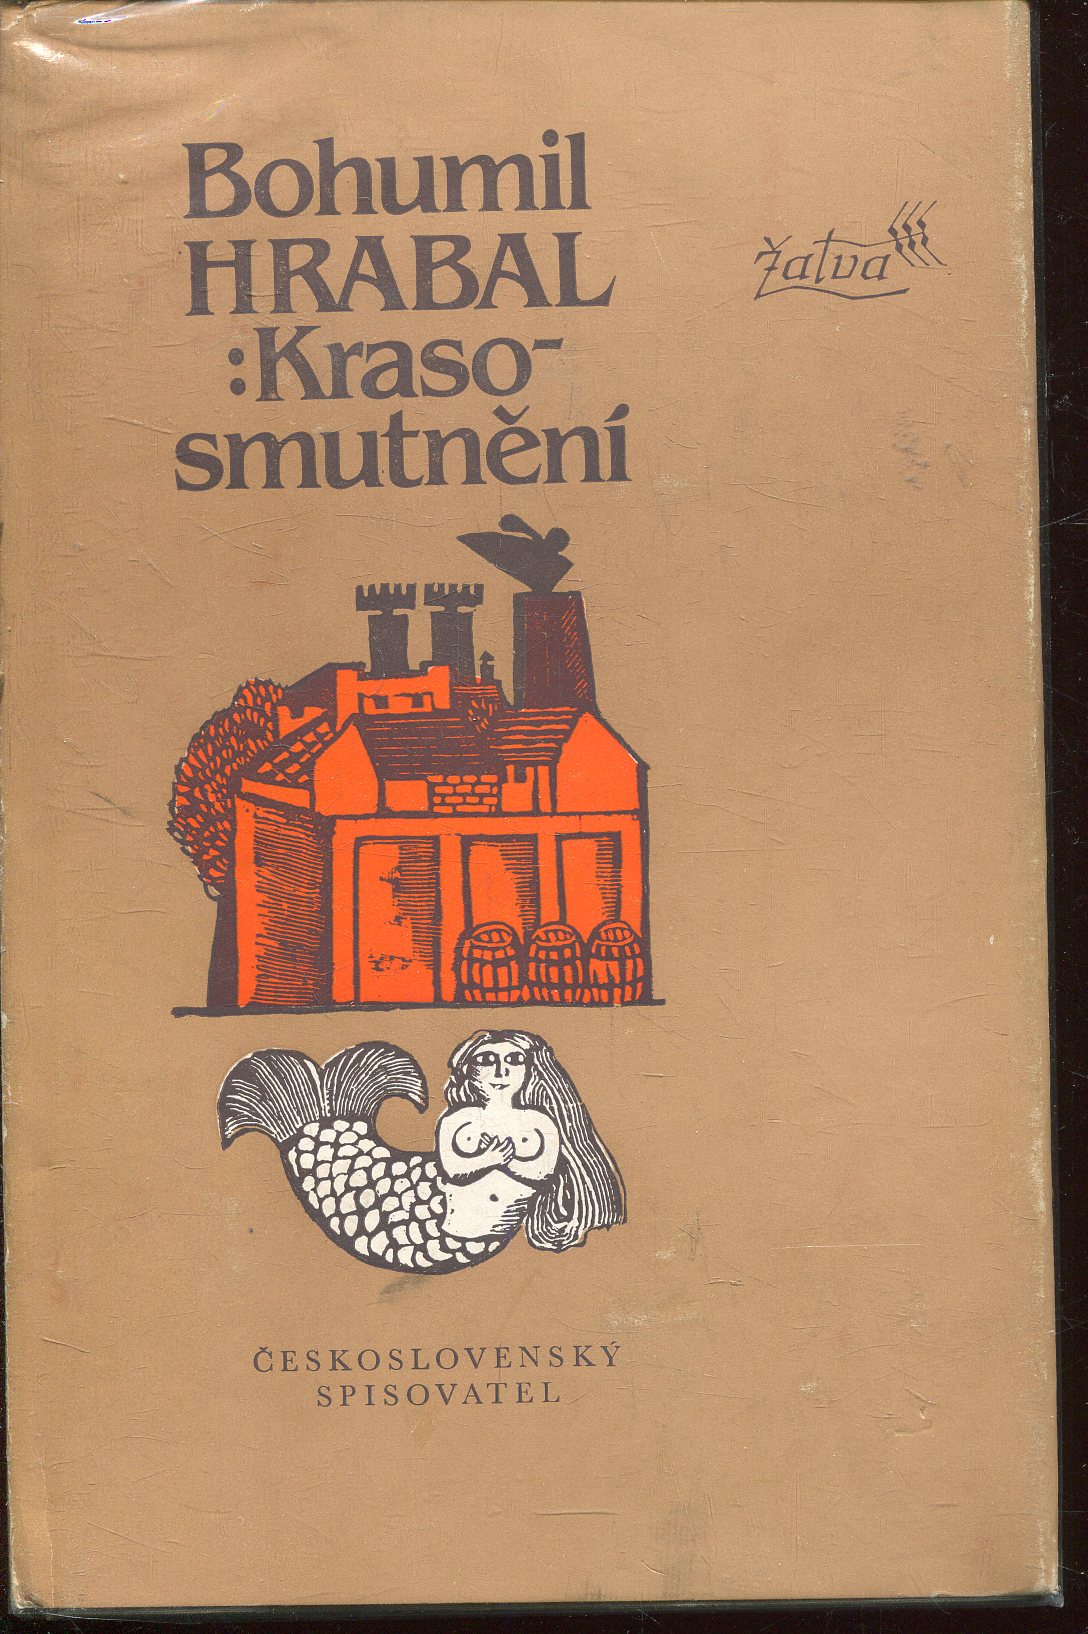 Bohumil
HRABAL
:Kraso-
smutnění
Žatva
ČESKOSLOVENSKÝ
SPISOVATEL